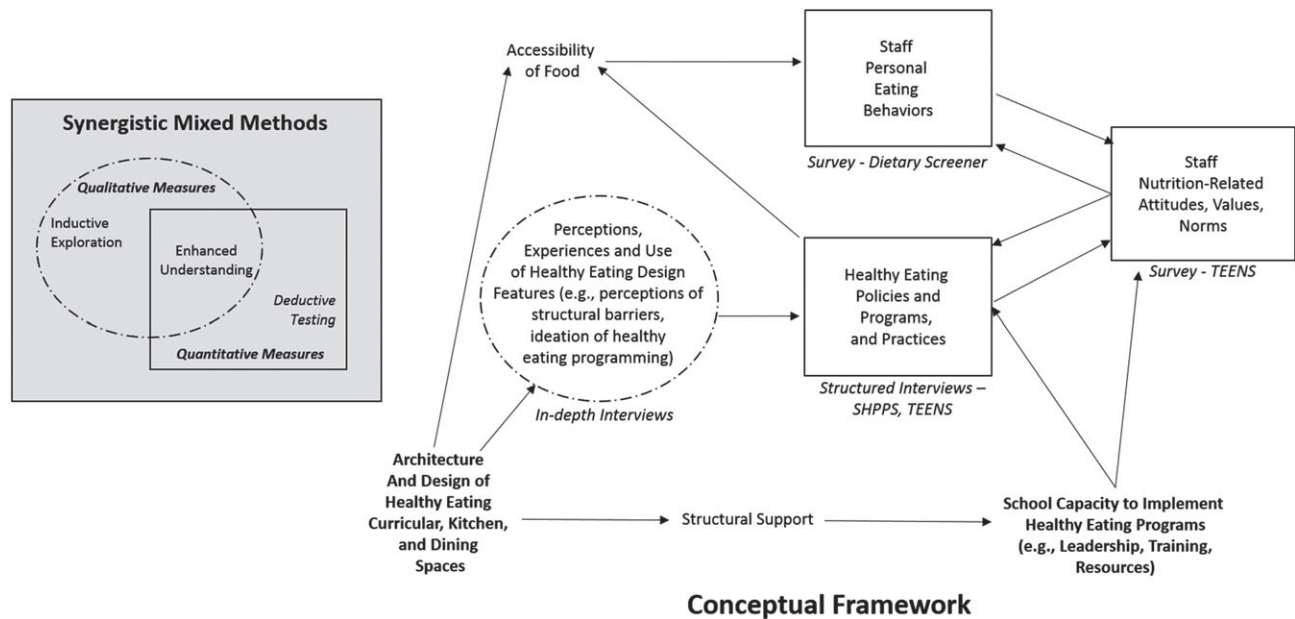 Synergistic Mixed Methods
Qualitative Measures
Inductive
Exploration
Enhanced
Understanding
Deductive
Testing
Quantitative Measures
Accessibility
of Food
Staff
Personal
Eating
Behaviors
Survey - Dietary Screener
Staff
Nutrition-Related
Attitudes, Values,
Norms
Survey - TEENS
Perceptions,
Experiences and Use
of Healthy Eating Design
Features (e.g., perceptions of
structural barriers,
ideation of healthy
eating programming)
In-depth Interviews
Healthy Eating
Policies and
Programs,
and Practices
Structured Interviews –
SHPPS, TEENS
Architecture
And Design of
Healthy Eating
Curricular, Kitchen,
and Dining
Spaces
Structural Support
School Capacity to Implement
Healthy Eating Programs
(e.g., Leadership, Training,
Resources)
Conceptual Framework